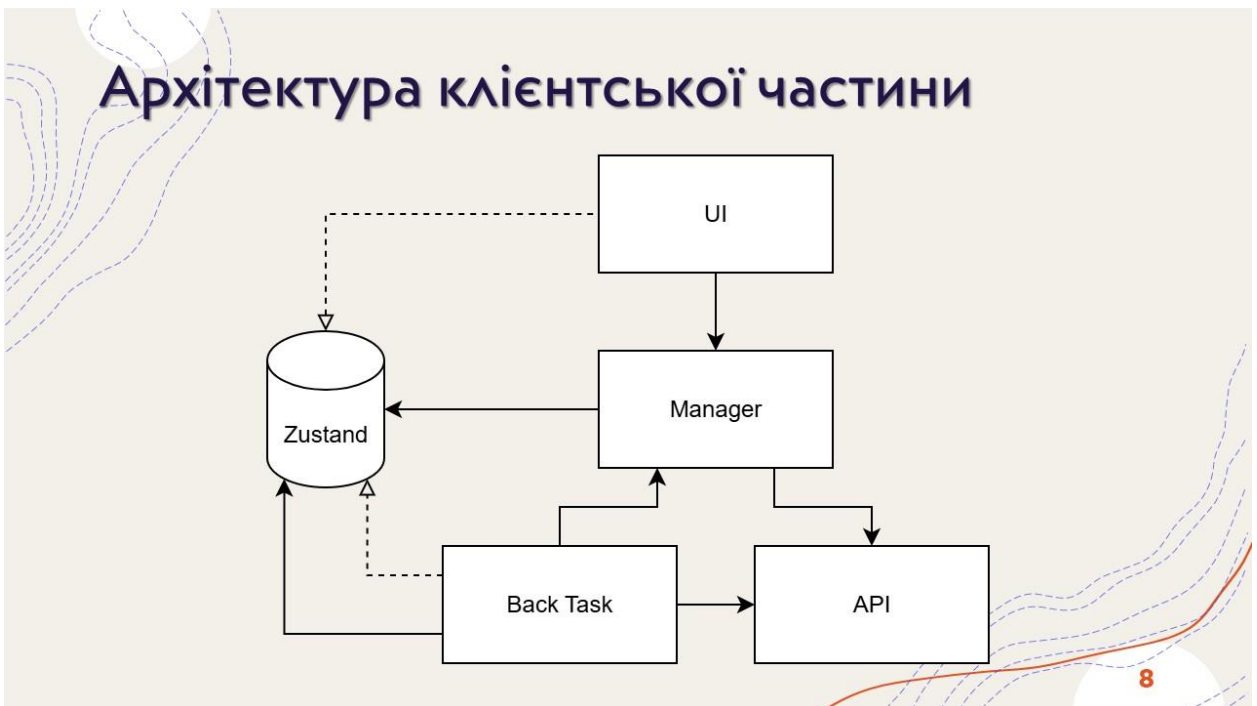 Архітектура клієнтської частини
UI
Zustand
Manager
Back Task
API
8